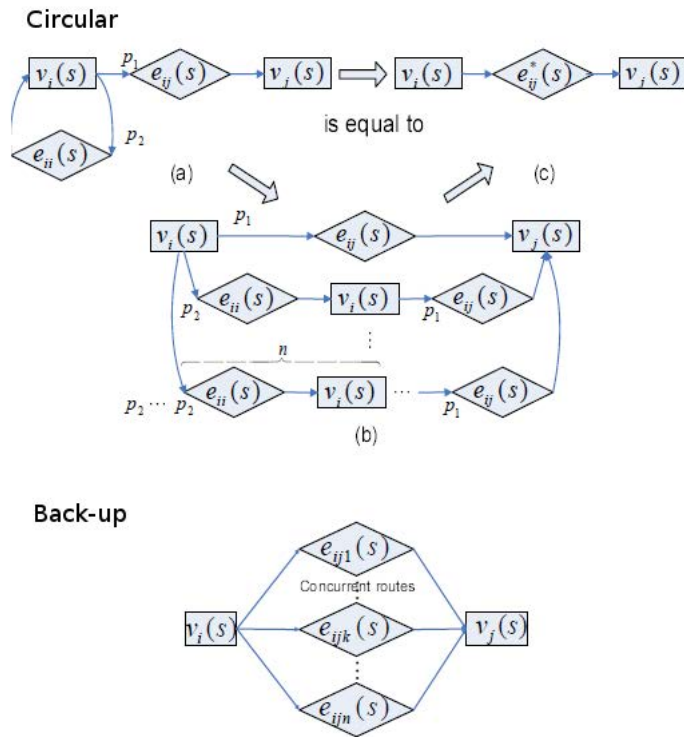 Circular
v_i(s) p_1 e_ij(s) v_j(s) v_i(s) e*_ij(s) v_j(s)
is equal to
e_ii(s) p_2
(a) (c)
v_i(s) p_1 e_ij(s) v_j(s)
p_2 e_ii(s) v_i(s) p_1 e_ij(s)
⋮
n
p_2 ⋯ p_2 e_ii(s) v_i(s) ⋯ p_1 e_ij(s)
(b)
Back-up
e_ij1(s)
Concurrent routes
v_i(s) e_ijk(s) v_j(s)
e_ijn(s)